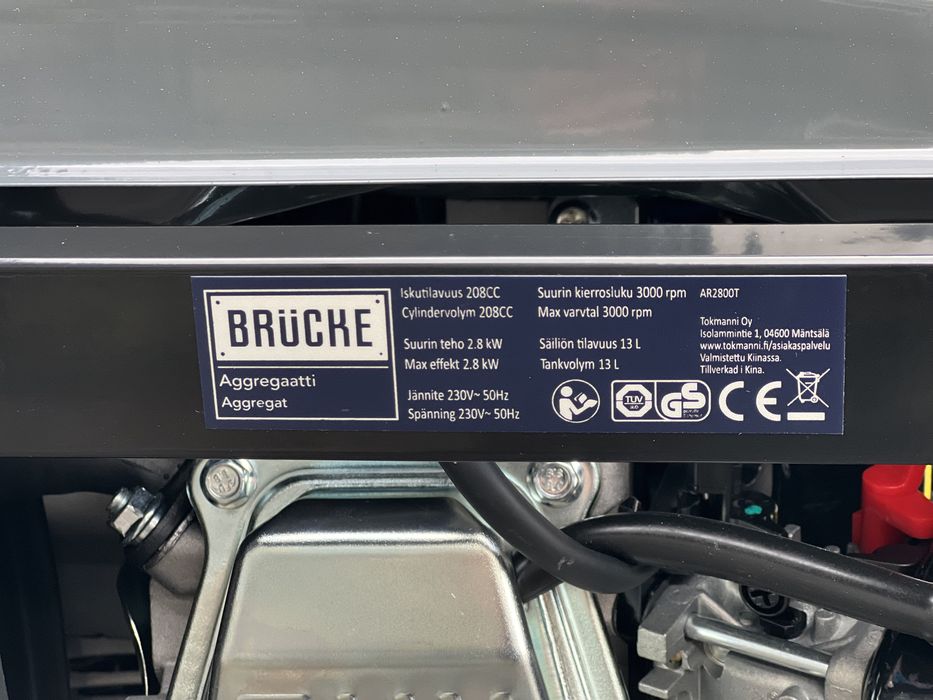 BRÜCKE
Aggregaatti
Aggregat
Iskutilavuus 208CC
Cylindervolym 208CC
Suurin teho 2.8 kW
Max effekt 2.8 kW
Jännite 230V~ 50Hz
Spänning 230V~ 50Hz
Suurin kierrosluku 3000 rpm
Max varvtal 3000 rpm
Säiliön tilavuus 13 L
Tankvolym 13 L
AR2800T
Tokmanni Oy
Isolammintie 1, 04600 Mäntsälä
www.tokmanni.fi/asiakaspalvelu
Valmistettu Kiinassa.
Tillverkad i Kina.
TÜV
GS
CE